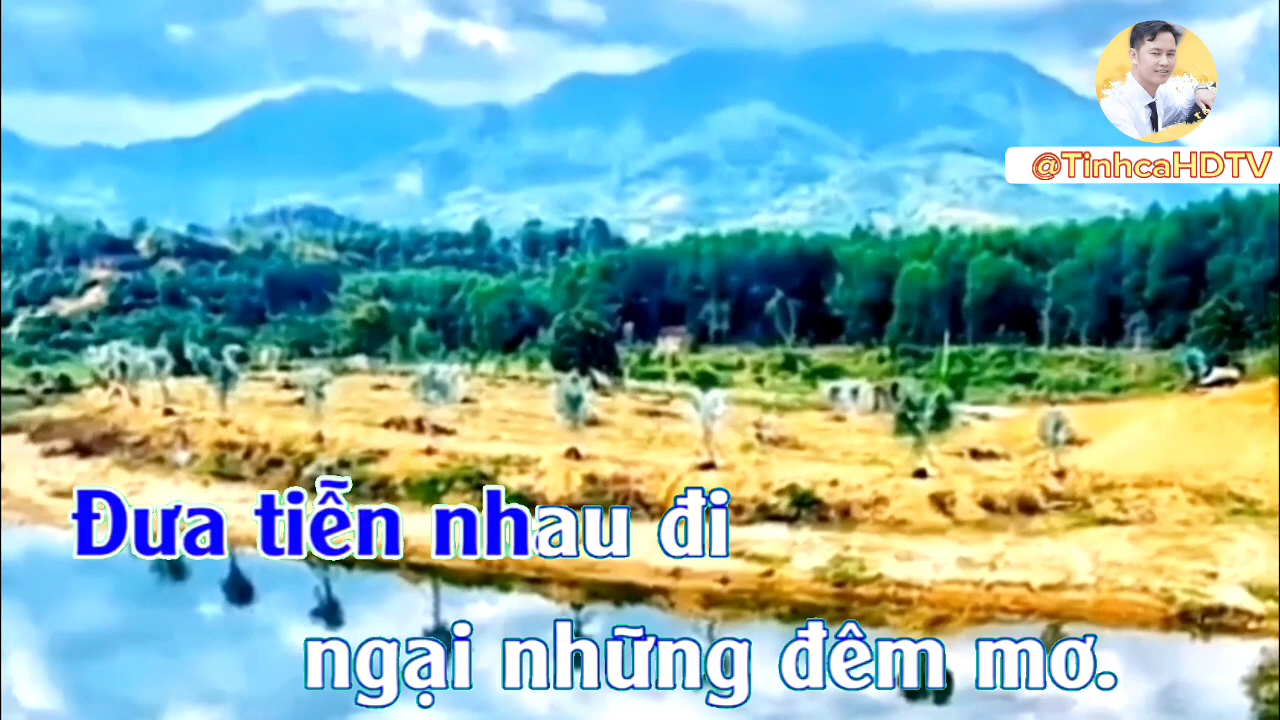 @TinhcaHDTV
Đưa tiễn nhau đi
ngại những đêm mơ.